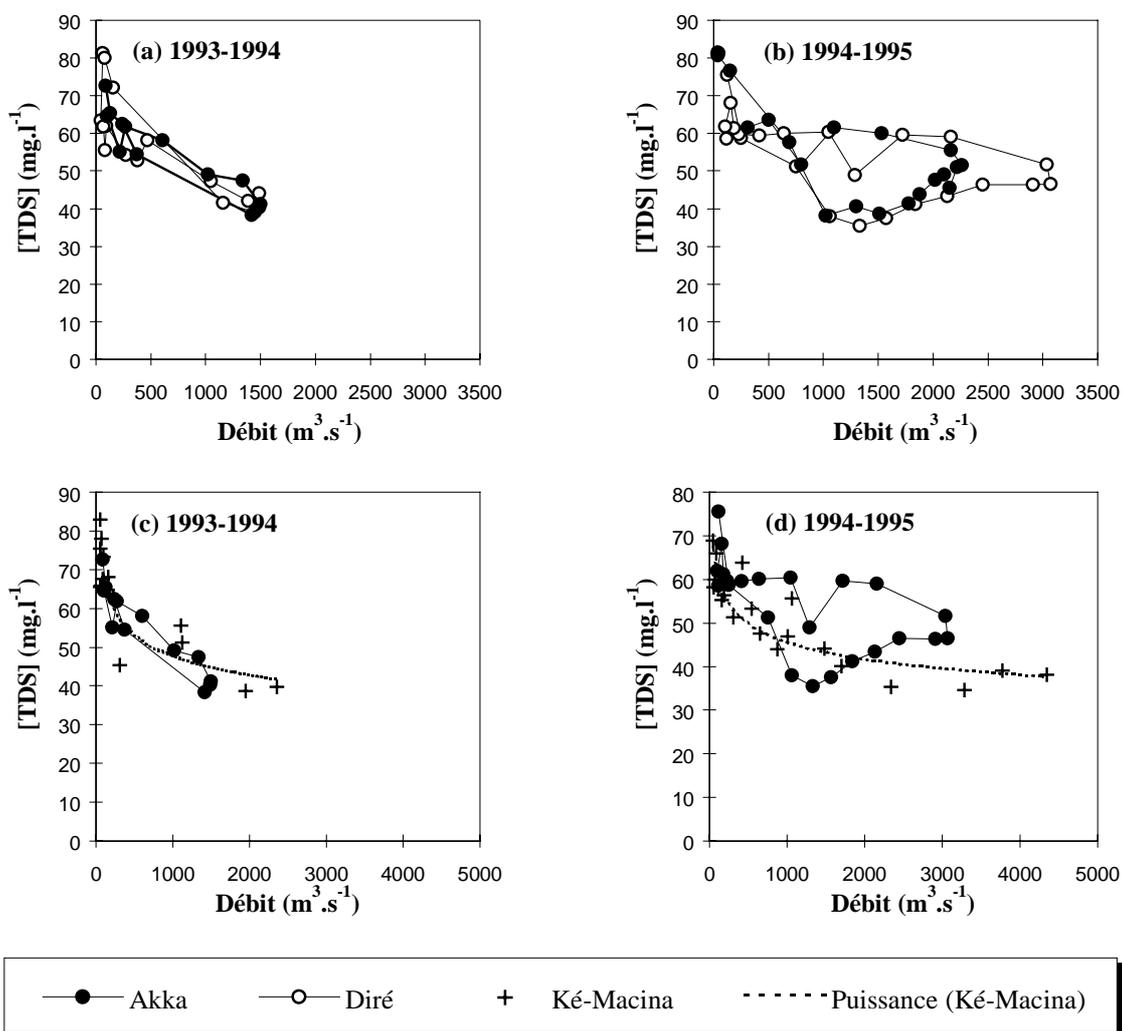 (a) 1993-1994
[TDS] (mg.l-1)
90
80
70
60
50
40
30
20
10
0
0 500 1000 1500 2000 2500 3000 3500
Débit (m3.s-1)
(b) 1994-1995
[TDS] (mg.l-1)
90
80
70
60
50
40
30
20
10
0
0 500 1000 1500 2000 2500 3000 3500
Débit (m3.s-1)
(c) 1993-1994
[TDS] (mg.l-1)
90
80
70
60
50
40
30
20
10
0
0 1000 2000 3000 4000 5000
Débit (m3.s-1)
(d) 1994-1995
[TDS] (mg.l-1)
80
70
60
50
40
30
20
10
0
0 1000 2000 3000 4000 5000
Débit (m3.s-1)
Akka Diré Ké-Macina Puissance (Ké-Macina)